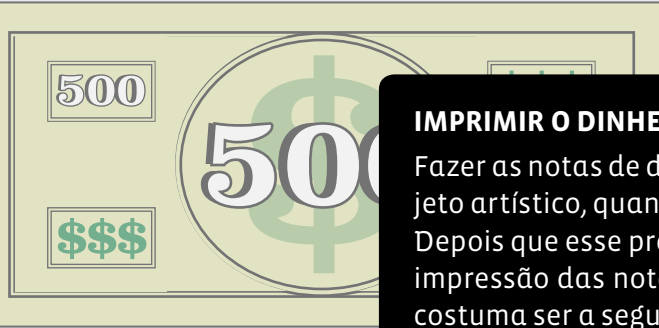 500
500
$$$
IMPRIMIR O DINHE
Fazer as notas de d
jeto artístico, quan
Depois que esse pr
impressão das not
costuma ser a segu